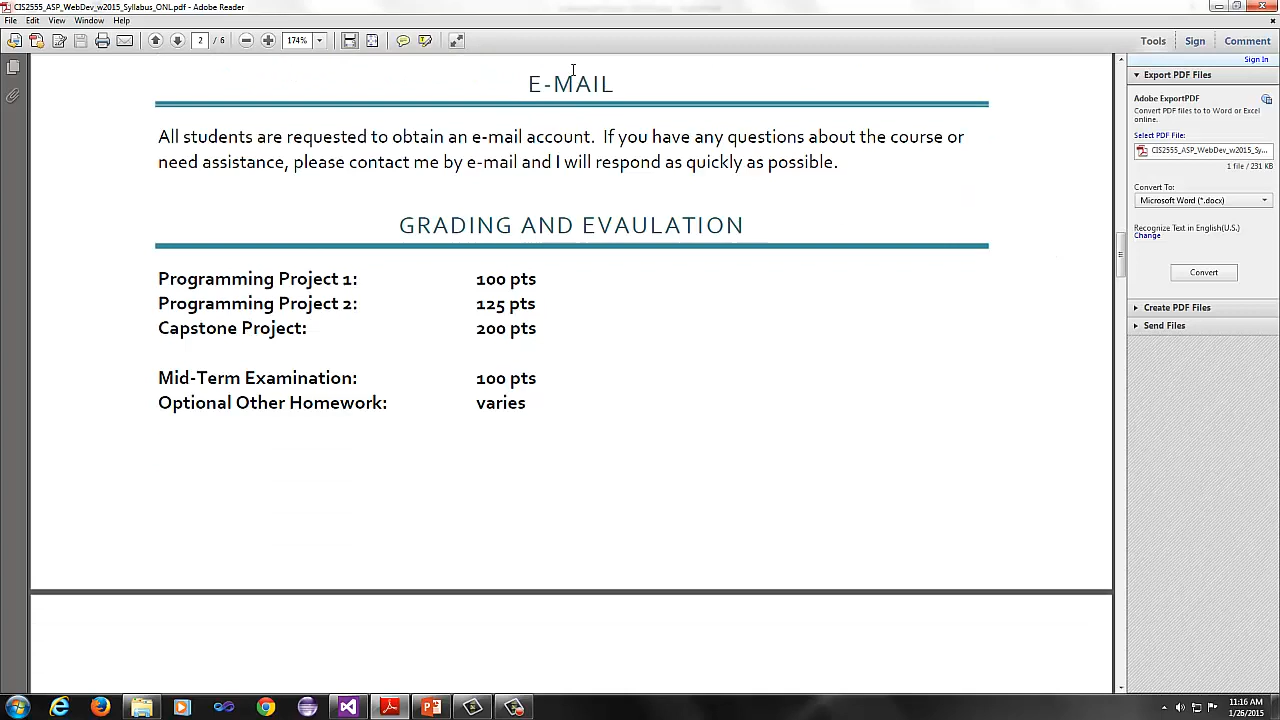 CIS2555_ASP_WebDev_w2015_Syllabus_ONL.pdf - Adobe Reader
File Edit View Window Help
2 / 6 174% Tools Sign Comment
Sign In
Export PDF Files
Adobe ExportPDF
Convert PDF files to to Word or Excel
online.
Select PDF File:
CIS2555_ASP_WebDev_w2015_Sy...
1 file / 231 KB
Convert To:
Microsoft Word (*.docx)
Recognize Text in English(U.S.)
Change
Convert
Create PDF Files
Send Files
E-MAIL
All students are requested to obtain an e-mail account. If you have any questions about the course or
need assistance, please contact me by e-mail and I will respond as quickly as possible.
GRADING AND EVAULATION
Programming Project 1: 100 pts
Programming Project 2: 125 pts
Capstone Project: 200 pts
Mid-Term Examination: 100 pts
Optional Other Homework: varies
11:16 AM
1/26/2015